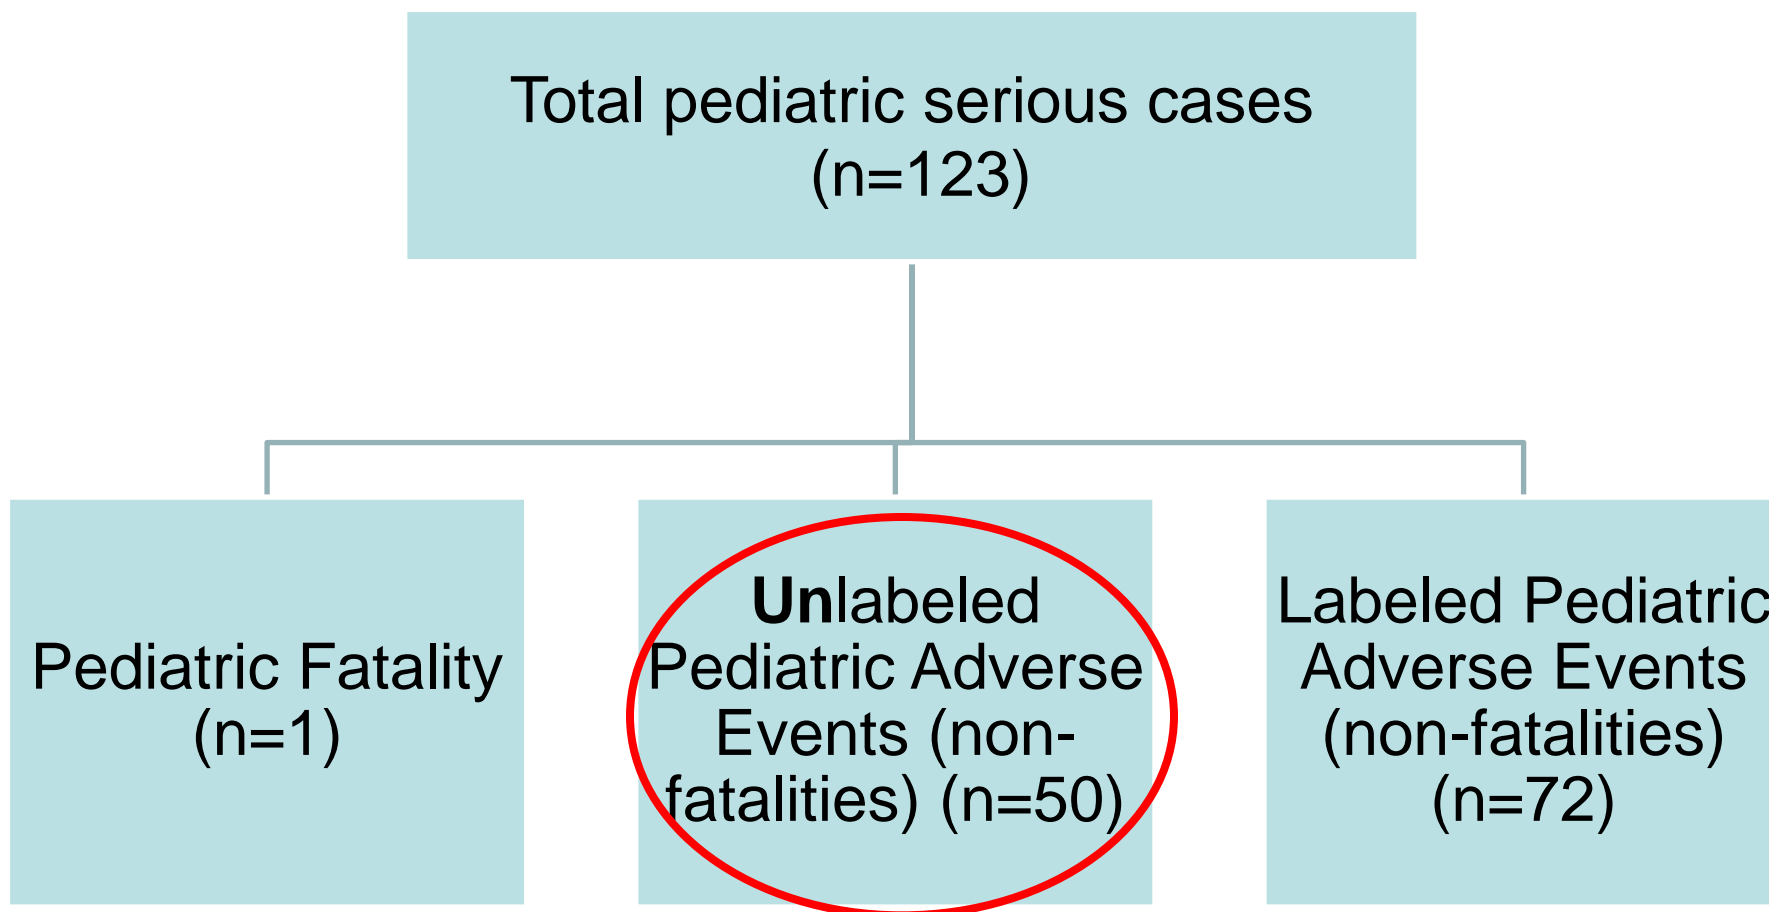 Total pediatric serious cases
(n=123)
Pediatric Fatality
(n=1)
Unlabeled
Pediatric Adverse
Events (non-
fatalities) (n=50)
Labeled Pediatric
Adverse Events
(non-fatalities)
(n=72)